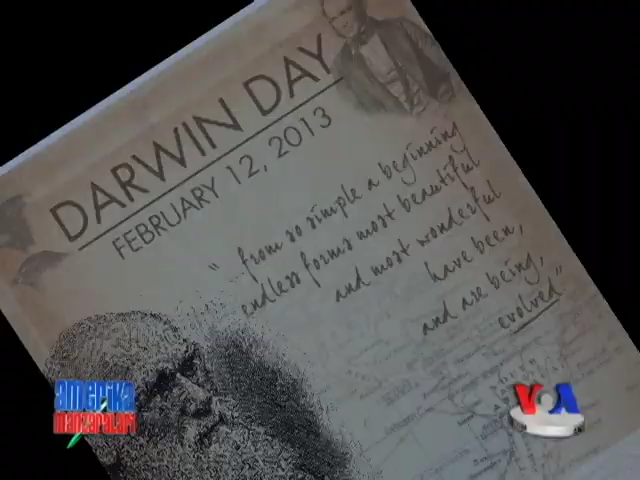 DARWIN DAY
FEBRUARY 12, 2013
"from so simple a beginning
endless forms most beautiful
and most wonderful
have been,
and are being,
evolved"
amerika
manzaralari
VOA